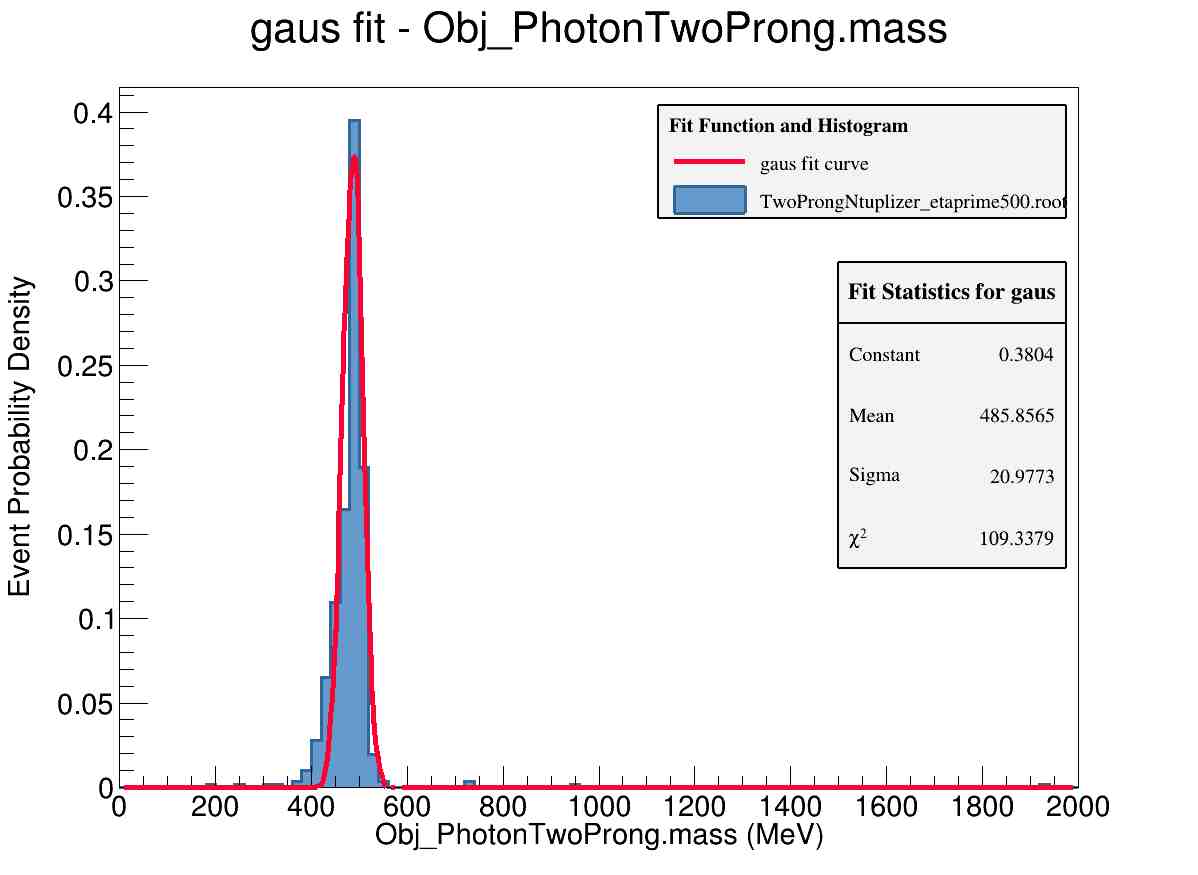 gaus fit - Obj_PhotonTwoProng.mass
Fit Function and Histogram
gaus fit curve
TwoProngNtuplizer_etaprime500.root
Fit Statistics for gaus
Constant 0.3804
Mean 485.8565
Sigma 20.9773
χ² 109.3379
Event Probability Density
0.4
0.35
0.3
0.25
0.2
0.15
0.1
0.05
0
0 200 400 600 800 1000 1200 1400 1600 1800 2000
Obj_PhotonTwoProng.mass (MeV)